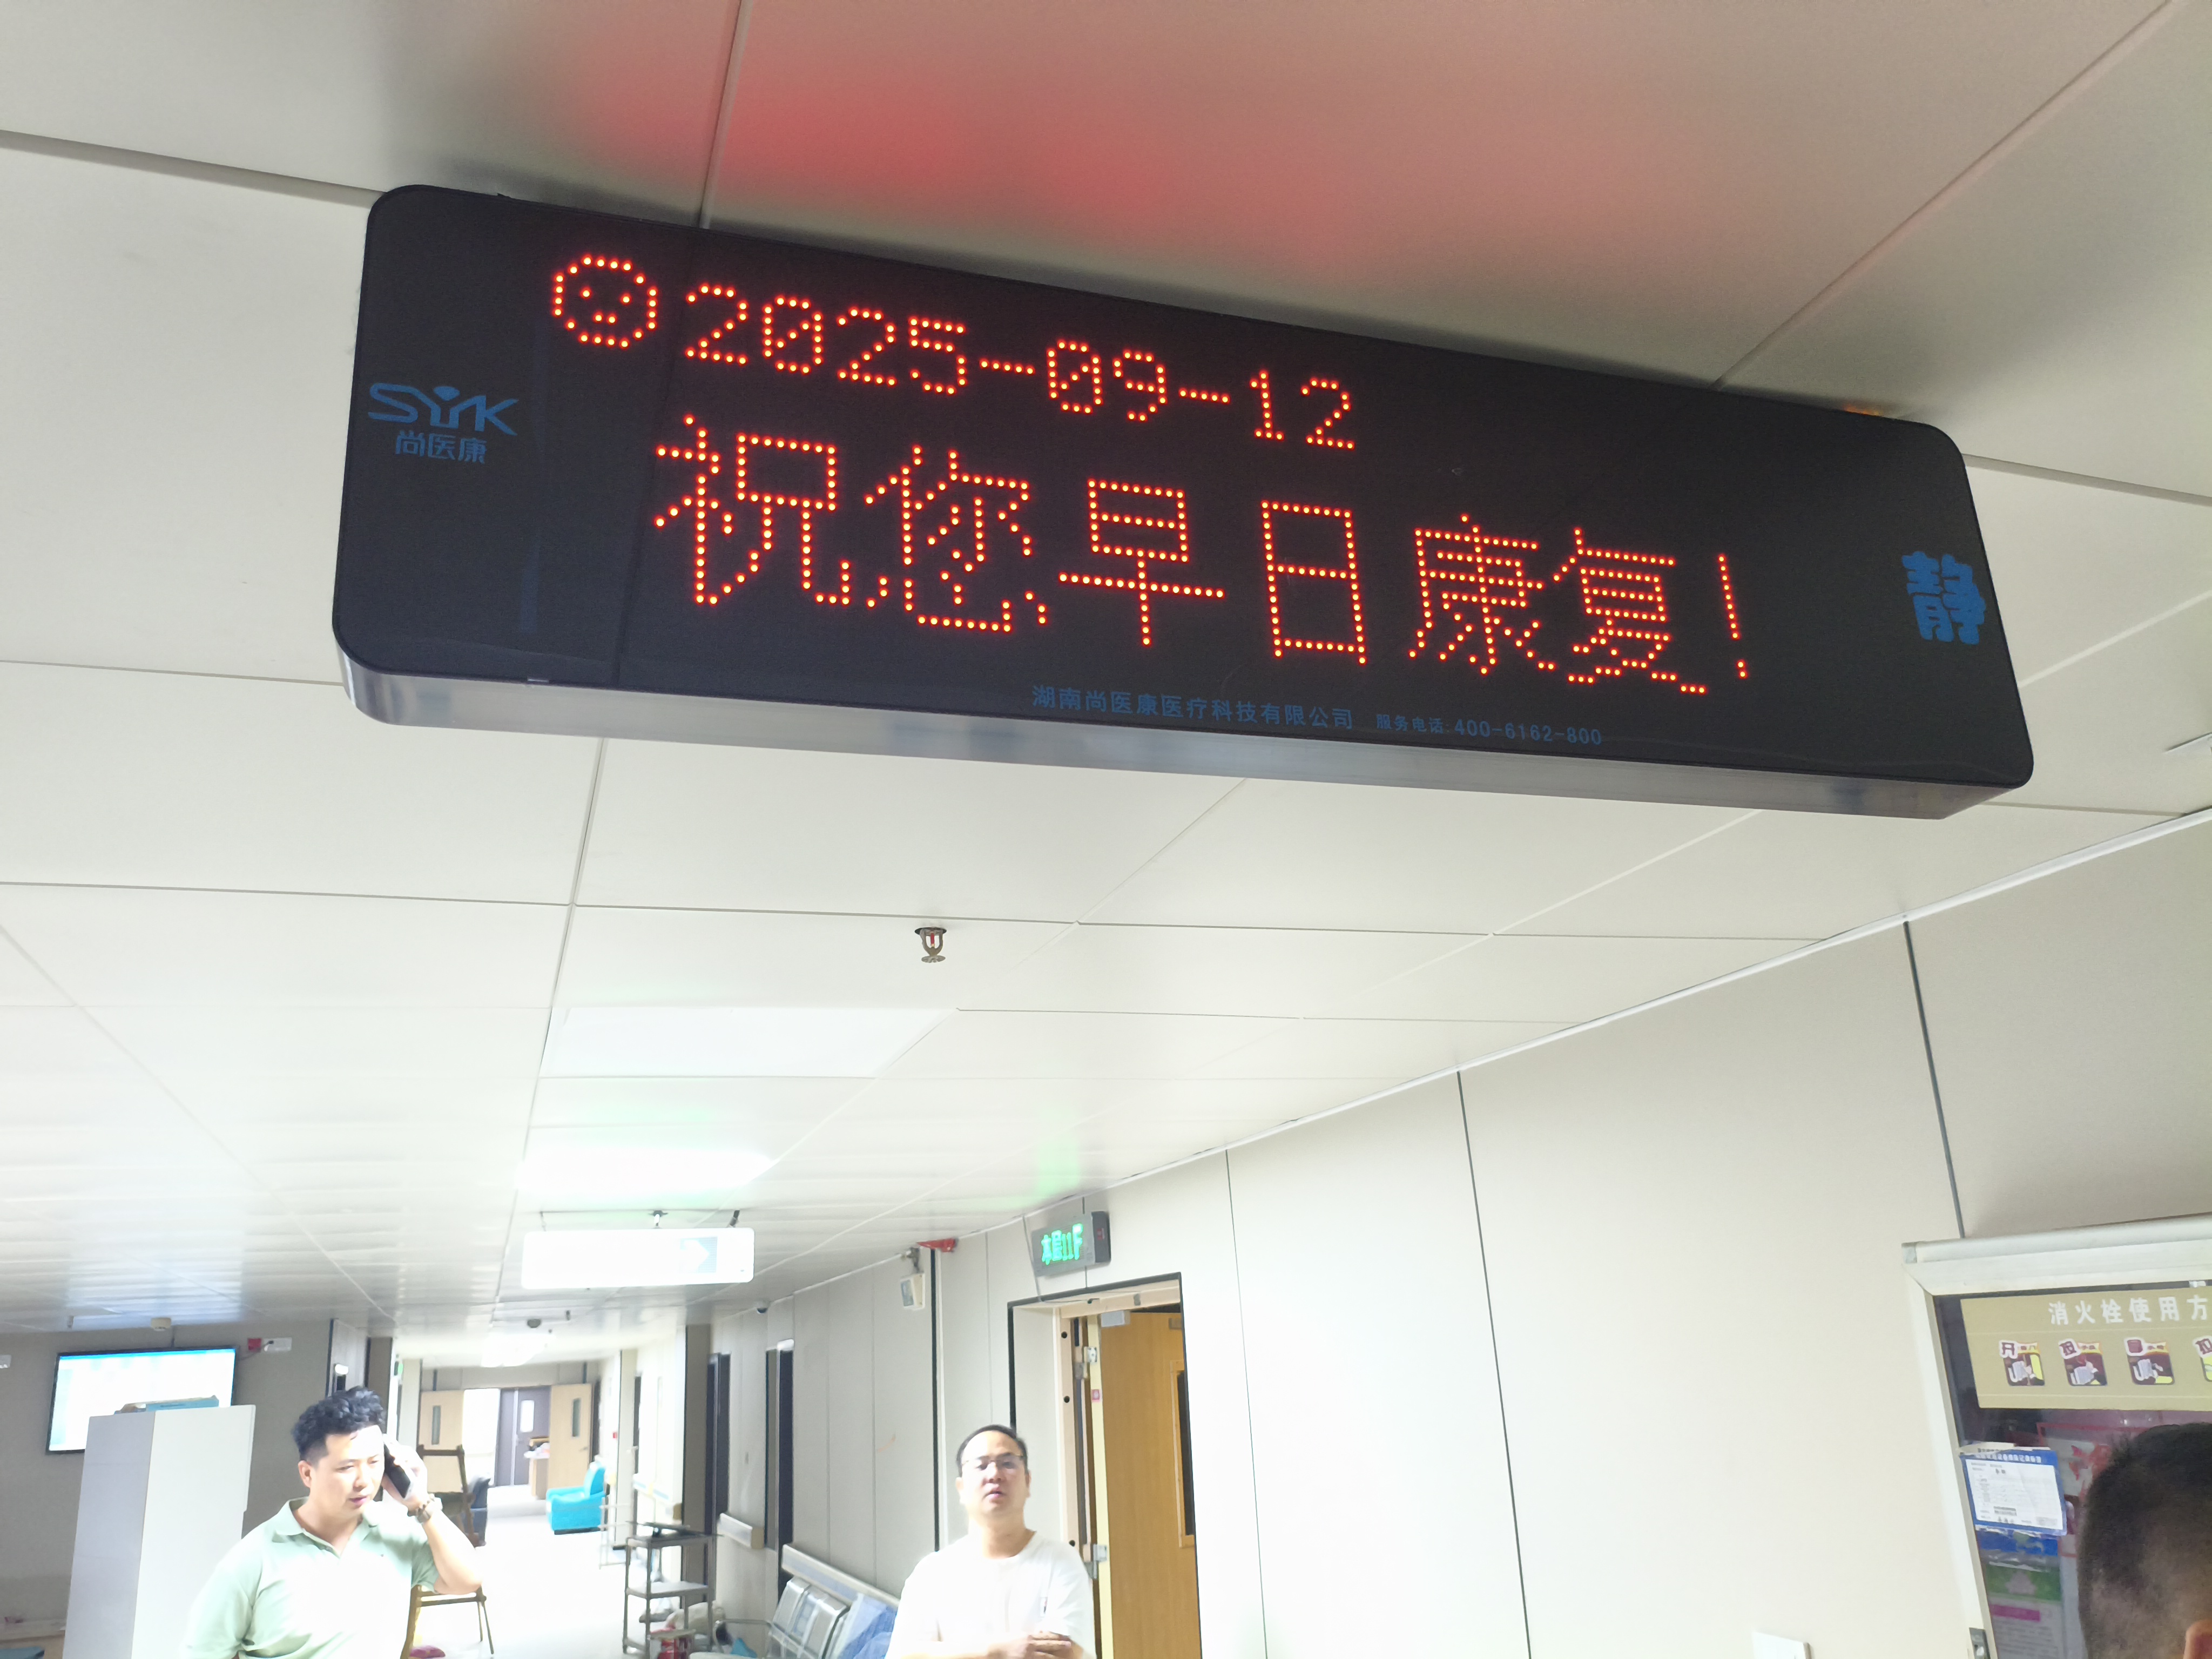 2025-09-12
祝您早日康复!
SYK
尚医康
静
湖南尚医康医疗科技有限公司 服务电话:400-6162-800
本层11F
消火栓使用方